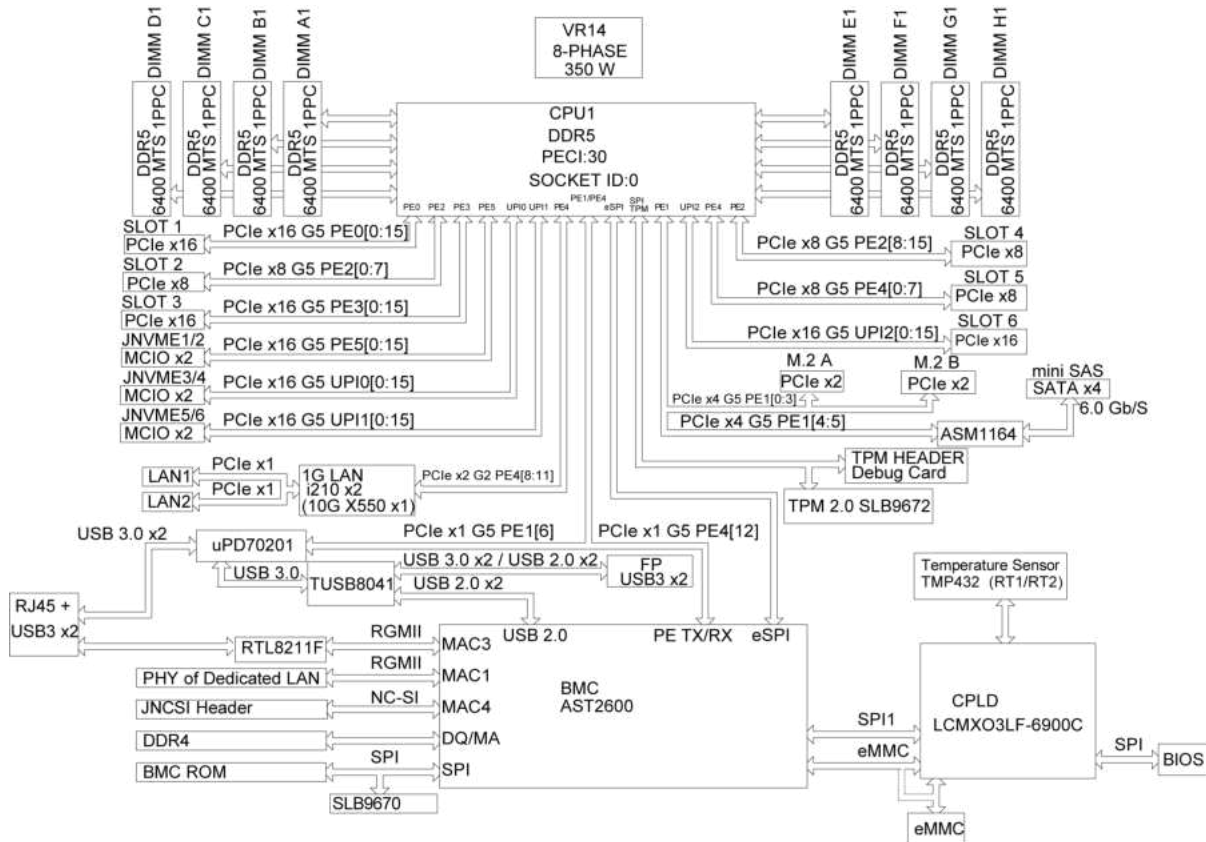 DIMM D1
DIMM C1
DIMM B1
DIMM A1
DDR5
6400 MTS 1PPC
DDR5
6400 MTS 1PPC
DDR5
6400 MTS 1PPC
DDR5
6400 MTS 1PPC
VR14
8-PHASE
350 W
DIMM E1
DIMM F1
DIMM G1
DIMM H1
DDR5
6400 MTS 1PPC
DDR5
6400 MTS 1PPC
DDR5
6400 MTS 1PPC
DDR5
6400 MTS 1PPC
CPU1
DDR5
PECI:30
SOCKET ID:0
PE0
PE2
PE3
PE5
UPI0
UPI1
PE4
PE1/PE4
eSPI
SPI
TPM
PE1
UPI2
PE4
PE2
SLOT 1
PCIe x16
PCIe x16 G5 PE0[0:15]
SLOT 2
PCIe x8
PCIe x8 G5 PE2[0:7]
SLOT 3
PCIe x16
PCIe x16 G5 PE3[0:15]
JNVME1/2
MCIO x2
PCIe x16 G5 PE5[0:15]
JNVME3/4
MCIO x2
PCIe x16 G5 UPI0[0:15]
JNVME5/6
MCIO x2
PCIe x16 G5 UPI1[0:15]
PCIe x8 G5 PE2[8:15]
SLOT 4
PCIe x8
PCIe x8 G5 PE4[0:7]
SLOT 5
PCIe x8
PCIe x16 G5 UPI2[0:15]
SLOT 6
PCIe x16
M.2 A
PCIe x2
M.2 B
PCIe x2
PCIe x4 G5 PE1[0:3]
mini SAS
SATA x4
6.0 Gb/S
PCIe x4 G5 PE1[4:5]
ASM1164
TPM HEADER
Debug Card
TPM 2.0 SLB9672
LAN1
PCIe x1
LAN2
PCIe x1
1G LAN
i210 x2
(10G X550 x1)
PCIe x2 G2 PE4[8:11]
PCIe x1 G5 PE1[6]
PCIe x1 G5 PE4[12]
USB 3.0 x2
uPD70201
USB 3.0
TUSB8041
USB 3.0 x2 / USB 2.0 x2
USB 2.0 x2
FP
USB3 x2
Temperature Sensor
TMP432 (RT1/RT2)
RJ45 +
USB3 x2
RTL8211F
RGMII
MAC3
USB 2.0
PE TX/RX
eSPI
PHY of Dedicated LAN
RGMII
MAC1
JNCSI Header
NC-SI
MAC4
DDR4
DQ/MA
BMC ROM
SPI
SPI
SLB9670
BMC
AST2600
SPI1
eMMC
CPLD
LCMXO3LF-6900C
SPI
BIOS
eMMC